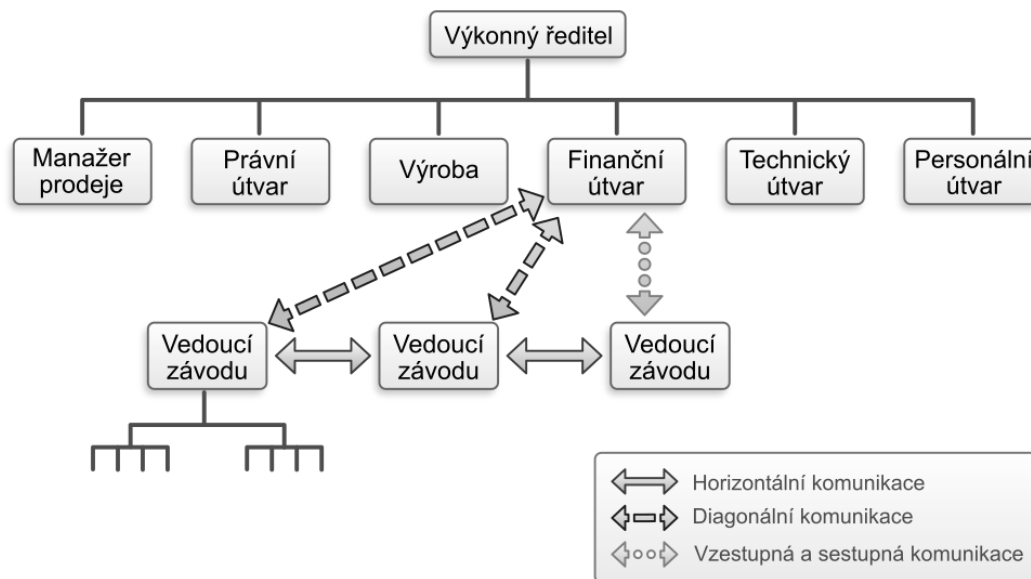 Výkonný ředitel
Manažer
prodeje
Právní
útvar
Výroba
Finanční
útvar
Technický
útvar
Personální
útvar
Vedoucí
závodu
Vedoucí
závodu
Vedoucí
závodu
Horizontální komunikace
Diagonální komunikace
Vzestupná a sestupná komunikace